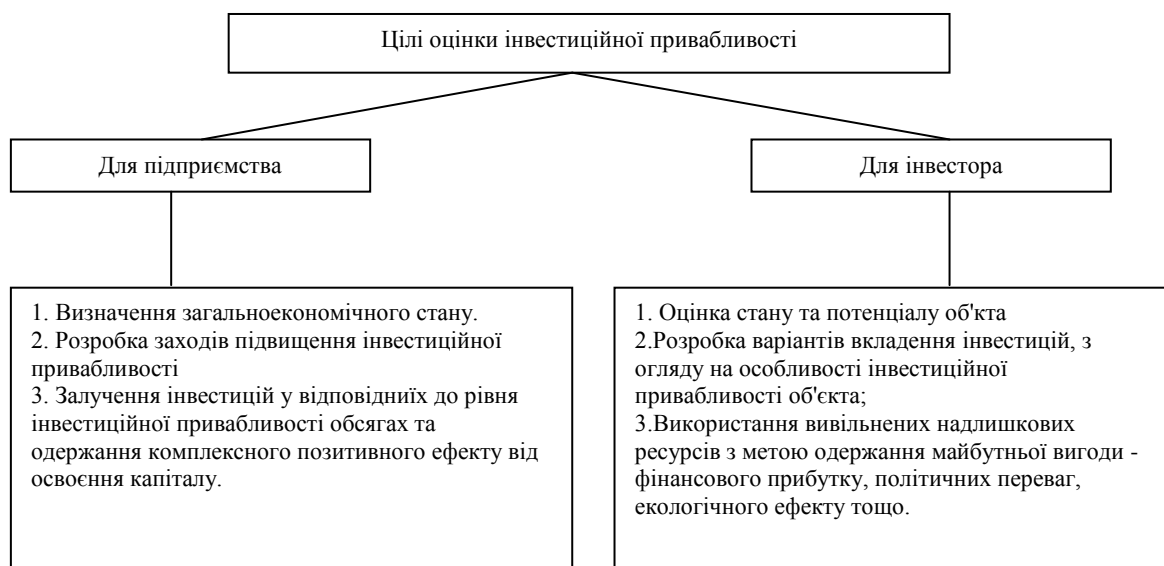 Цілі оцінки інвестиційної привабливості
Для підприємства
Для інвестора
1. Визначення загальноекономічного стану.
2. Розробка заходів підвищення інвестиційної
привабливості
3. Залучення інвестицій у відповідниїх до рівня
інвестиційної привабливості обсягах та
одержання комплексного позитивного ефекту від
освоєння капіталу.
1. Оцінка стану та потенціалу об'кта
2.Розробка варіантів вкладення інвестицій, з
огляду на особливості інвестиційної
привабливості об'єкта;
3.Використання вивільнених надлишкових
ресурсів з метою одержання майбутньої вигоди -
фінансового прибутку, політичних переваг,
екологічного ефекту тощо.